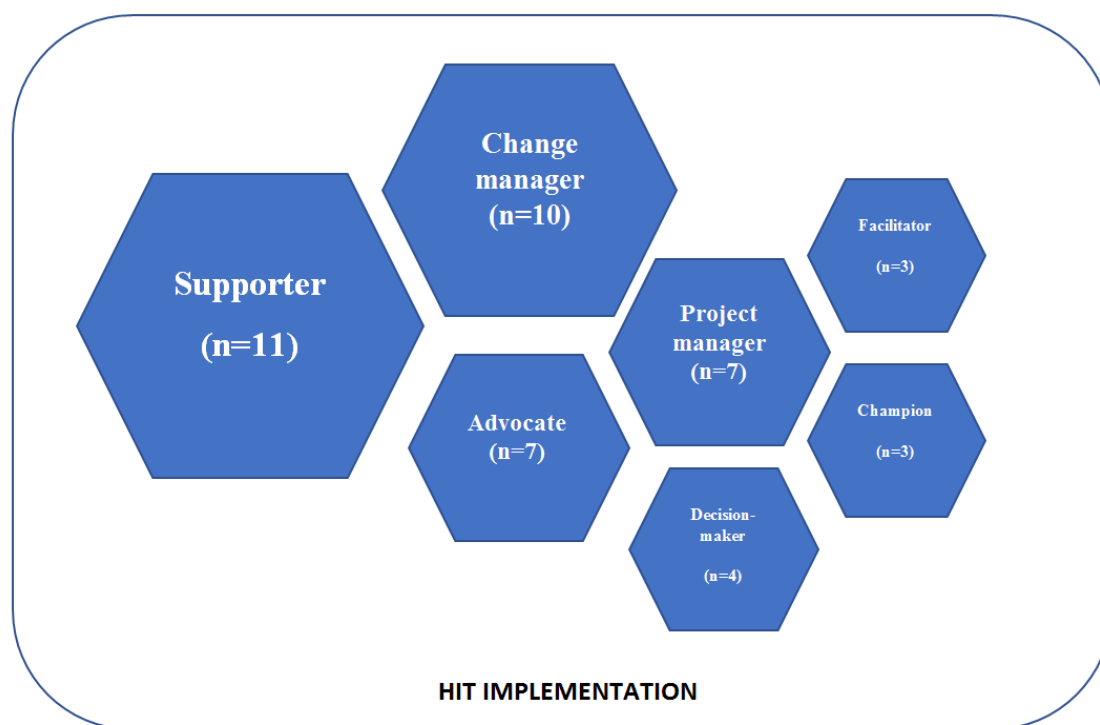 Change
manager
(n=10)
Supporter
(n=11)
Facilitator
(n=3)
Project
manager
(n=7)
Advocate
(n=7)
Champion
(n=3)
Decision-
maker
(n=4)
HIT IMPLEMENTATION